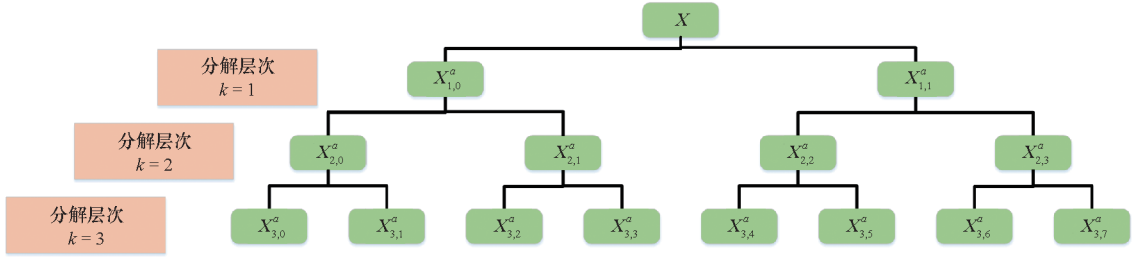 X
分解层次
k = 1
X^a_{1,0}
X^a_{1,1}
分解层次
k = 2
X^a_{2,0}
X^a_{2,1}
X^a_{2,2}
X^a_{2,3}
分解层次
k = 3
X^a_{3,0}
X^a_{3,1}
X^a_{3,2}
X^a_{3,3}
X^a_{3,4}
X^a_{3,5}
X^a_{3,6}
X^a_{3,7}